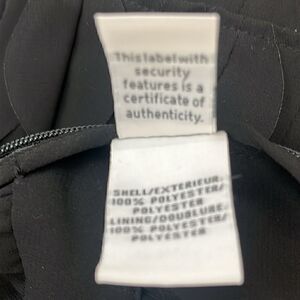 This label with
security
features is a
certificate of
authenticity.
SHELL/EXTERIEUR:
100% POLYESTER/
POLYESTER
LINING/DOUBLURE:
100% POLYESTER/
POLYESTER